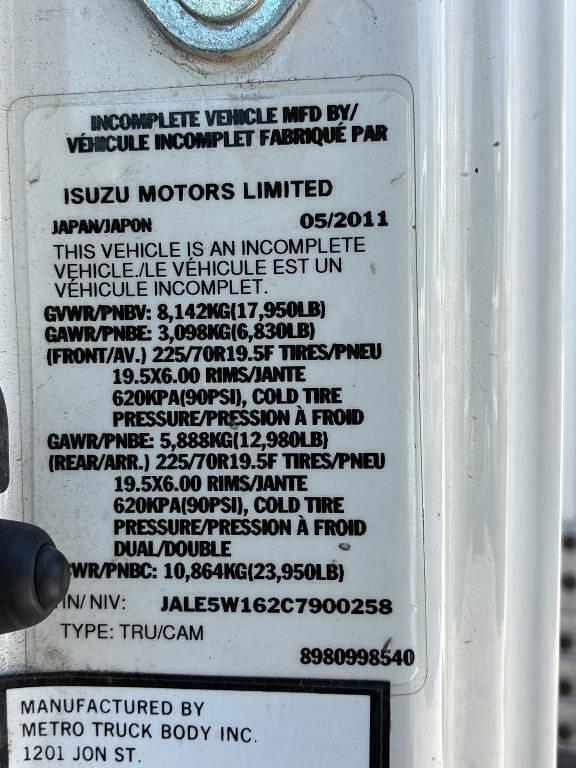 INCOMPLETE VEHICLE MFD BY/
VÉHICULE INCOMPLET FABRIQUÉ PAR
ISUZU MOTORS LIMITED
JAPAN/JAPON 05/2011
THIS VEHICLE IS AN INCOMPLETE
VEHICLE./LE VÉHICULE EST UN
VÉHICULE INCOMPLET.
GVWR/PNBV: 8,142KG(17,950LB)
GAWR/PNBE: 3,098KG(6,830LB)
(FRONT/AV.) 225/70R19.5F TIRES/PNEU
19.5X6.00 RIMS/JANTE
620KPA(90PSI), COLD TIRE
PRESSURE/PRESSION À FROID
GAWR/PNBE: 5,888KG(12,980LB)
(REAR/ARR.) 225/70R19.5F TIRES/PNEU
19.5X6.00 RIMS/JANTE
620KPA(90PSI), COLD TIRE
PRESSURE/PRESSION À FROID
DUAL/DOUBLE
WR/PNBC: 10,864KG(23,950LB)
IN/NIV: JALE5W162C7900258
TYPE: TRU/CAM
8980998540
MANUFACTURED BY
METRO TRUCK BODY INC.
1201 JON ST.